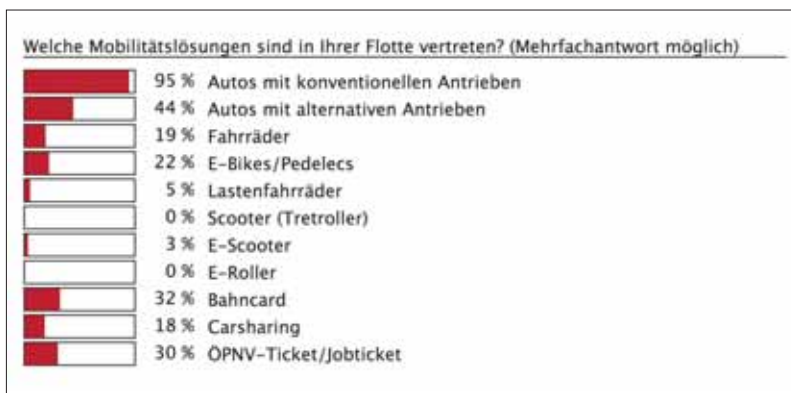 Welche Mobilitätslösungen sind in Ihrer Flotte vertreten? (Mehrfachantwort möglich)
95 % Autos mit konventionellen Antrieben
44 % Autos mit alternativen Antrieben
19 % Fahrräder
22 % E-Bikes/Pedelecs
5 % Lastenfahrräder
0 % Scooter (Tretroller)
3 % E-Scooter
0 % E-Roller
32 % Bahncard
18 % Carsharing
30 % ÖPNV-Ticket/Jobticket